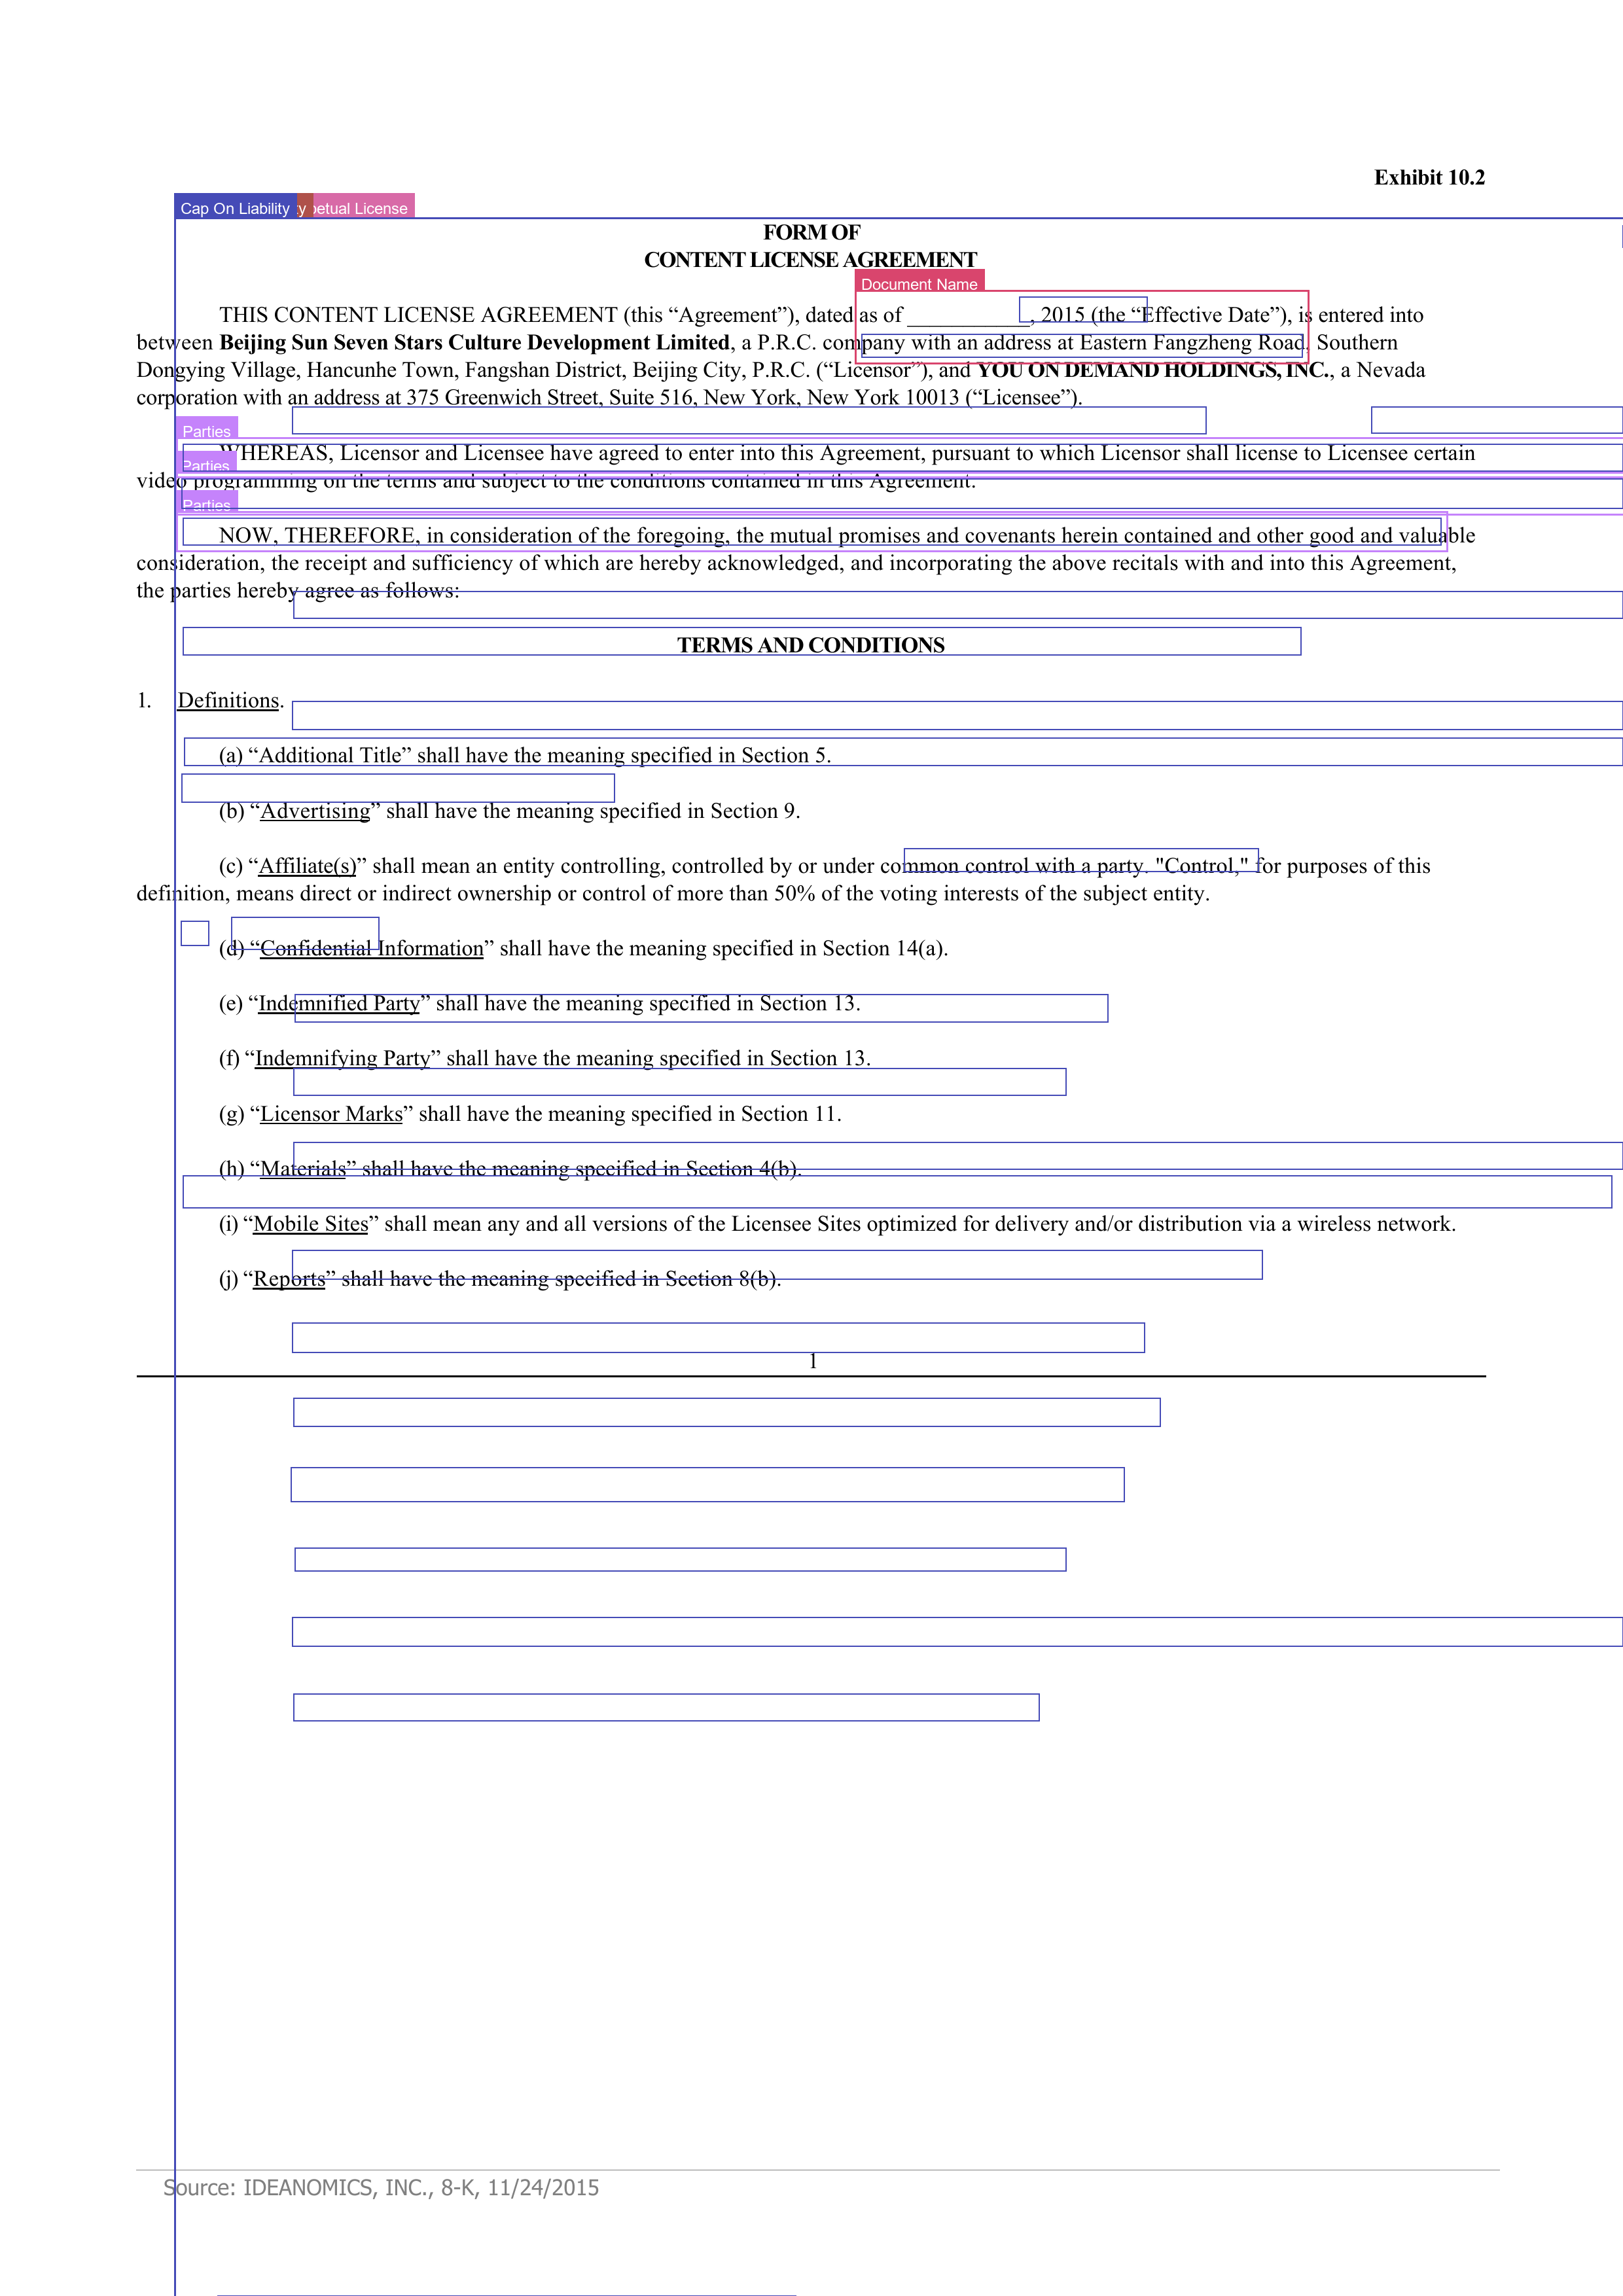 Exhibit 10.2
Cap On Liability
y
petual License
FORM OF
CONTENT LICENSE AGREEMENT
Document Name
THIS CONTENT LICENSE AGREEMENT (this “Agreement”), dated as of ___________, 2015 (the “Effective Date”), is entered into
between Beijing Sun Seven Stars Culture Development Limited, a P.R.C. company with an address at Eastern Fangzheng Road, Southern
Dongying Village, Hancunhe Town, Fangshan District, Beijing City, P.R.C. (“Licensor”), and YOU ON DEMAND HOLDINGS, INC., a Nevada
corporation with an address at 375 Greenwich Street, Suite 516, New York, New York 10013 (“Licensee”).
Parties
WHEREAS, Licensor and Licensee have agreed to enter into this Agreement, pursuant to which Licensor shall license to Licensee certain
Parties
video programming on the terms and subject to the conditions contained in this Agreement.
Parties
NOW, THEREFORE, in consideration of the foregoing, the mutual promises and covenants herein contained and other good and valuable
consideration, the receipt and sufficiency of which are hereby acknowledged, and incorporating the above recitals with and into this Agreement,
the parties hereby agree as follows:
TERMS AND CONDITIONS
1. Definitions.
(a) “Additional Title” shall have the meaning specified in Section 5.
(b) “Advertising” shall have the meaning specified in Section 9.
(c) “Affiliate(s)” shall mean an entity controlling, controlled by or under common control with a party. "Control," for purposes of this
definition, means direct or indirect ownership or control of more than 50% of the voting interests of the subject entity.
(d) “Confidential Information” shall have the meaning specified in Section 14(a).
(e) “Indemnified Party” shall have the meaning specified in Section 13.
(f) “Indemnifying Party” shall have the meaning specified in Section 13.
(g) “Licensor Marks” shall have the meaning specified in Section 11.
(h) “Materials” shall have the meaning specified in Section 4(b).
(i) “Mobile Sites” shall mean any and all versions of the Licensee Sites optimized for delivery and/or distribution via a wireless network.
(j) “Reports” shall have the meaning specified in Section 8(b).
1
Source: IDEANOMICS, INC., 8-K, 11/24/2015